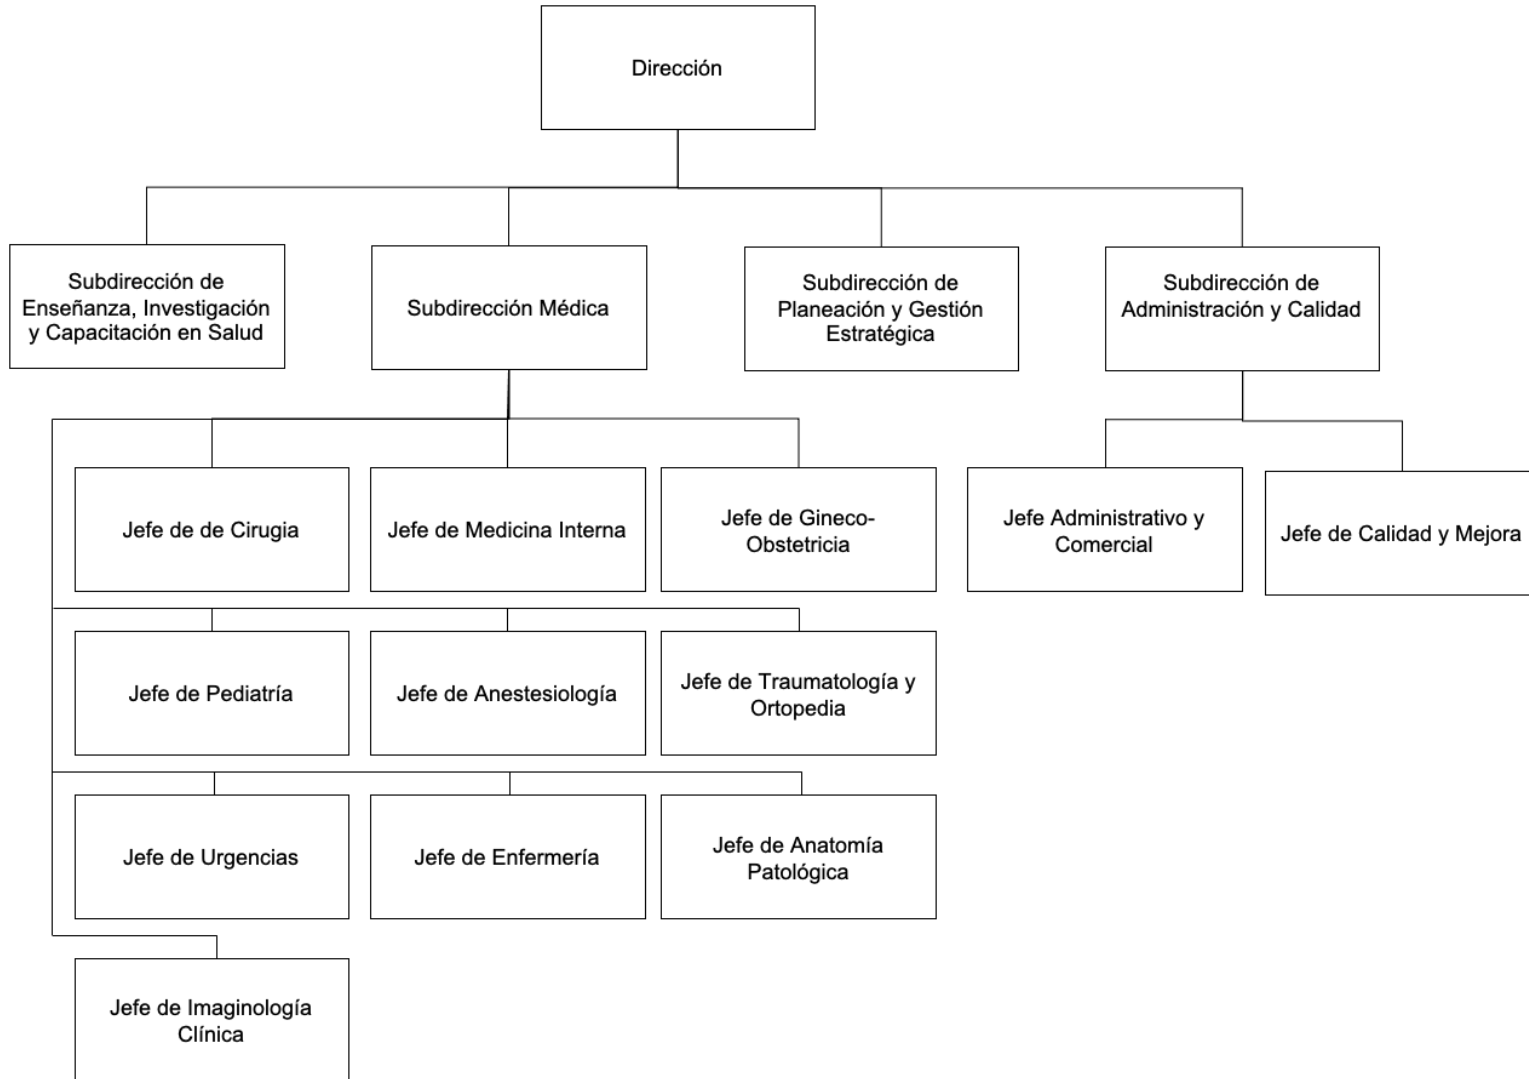 Dirección
Subdirección de
Enseñanza, Investigación
y Capacitación en Salud
Subdirección Médica
Subdirección de
Planeación y Gestión
Estratégica
Subdirección de
Administración y Calidad
Jefe de de Cirugia
Jefe de Medicina Interna
Jefe de Gineco-
Obstetricia
Jefe Administrativo y
Comercial
Jefe de Calidad y Mejora
Jefe de Pediatría
Jefe de Anestesiología
Jefe de Traumatología y
Ortopedia
Jefe de Urgencias
Jefe de Enfermería
Jefe de Anatomía
Patológica
Jefe de Imaginología
Clínica